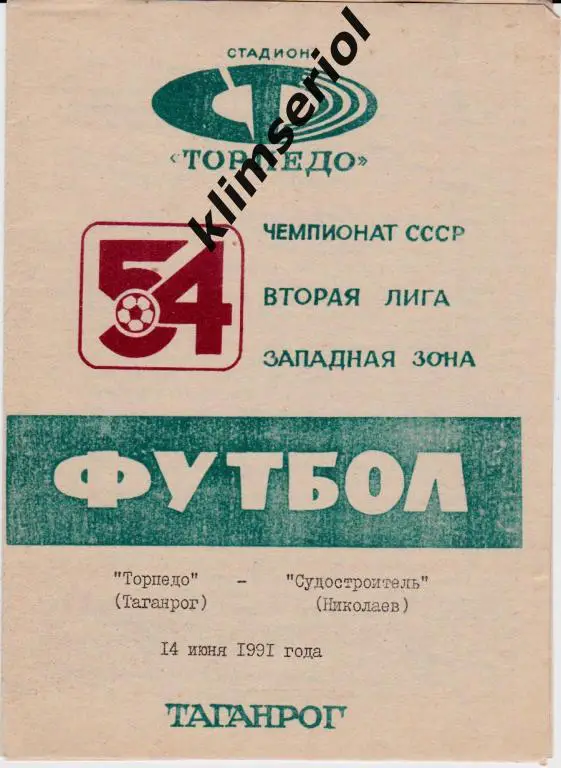 СТАДИОН
СТ
«ТОРПЕДО»
klimseriol
54
ЧЕМПИОНАТ СССР
ВТОРАЯ ЛИГА
ЗАПАДНАЯ ЗОНА
ФУТБОЛ
"Торпедо" - "Судостроитель"
(Таганрог) (Николаев)
14 июня 1991 года
ТАГАНРОГ